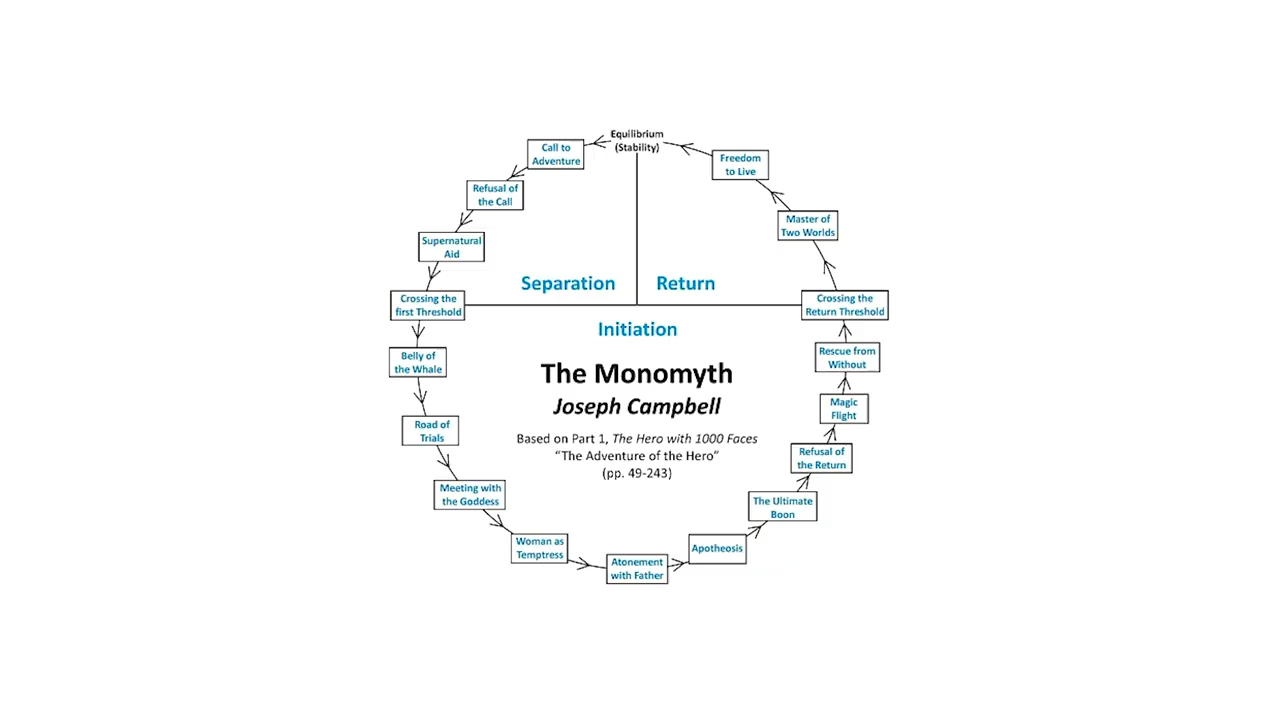 Equilibrium
(Stability)
Call to
Adventure
Refusal of
the Call
Supernatural
Aid
Crossing the
first Threshold
Belly of
the Whale
Road of
Trials
Meeting with
the Goddess
Woman as
Temptress
Atonement
with Father
Apotheosis
The Ultimate
Boon
Refusal of
the Return
Magic
Flight
Rescue from
Without
Crossing the
Return Threshold
Master of
Two Worlds
Freedom
to Live
Separation
Return
Initiation
The Monomyth
Joseph Campbell
Based on Part 1, The Hero with 1000 Faces
“The Adventure of the Hero”
(pp. 49-243)